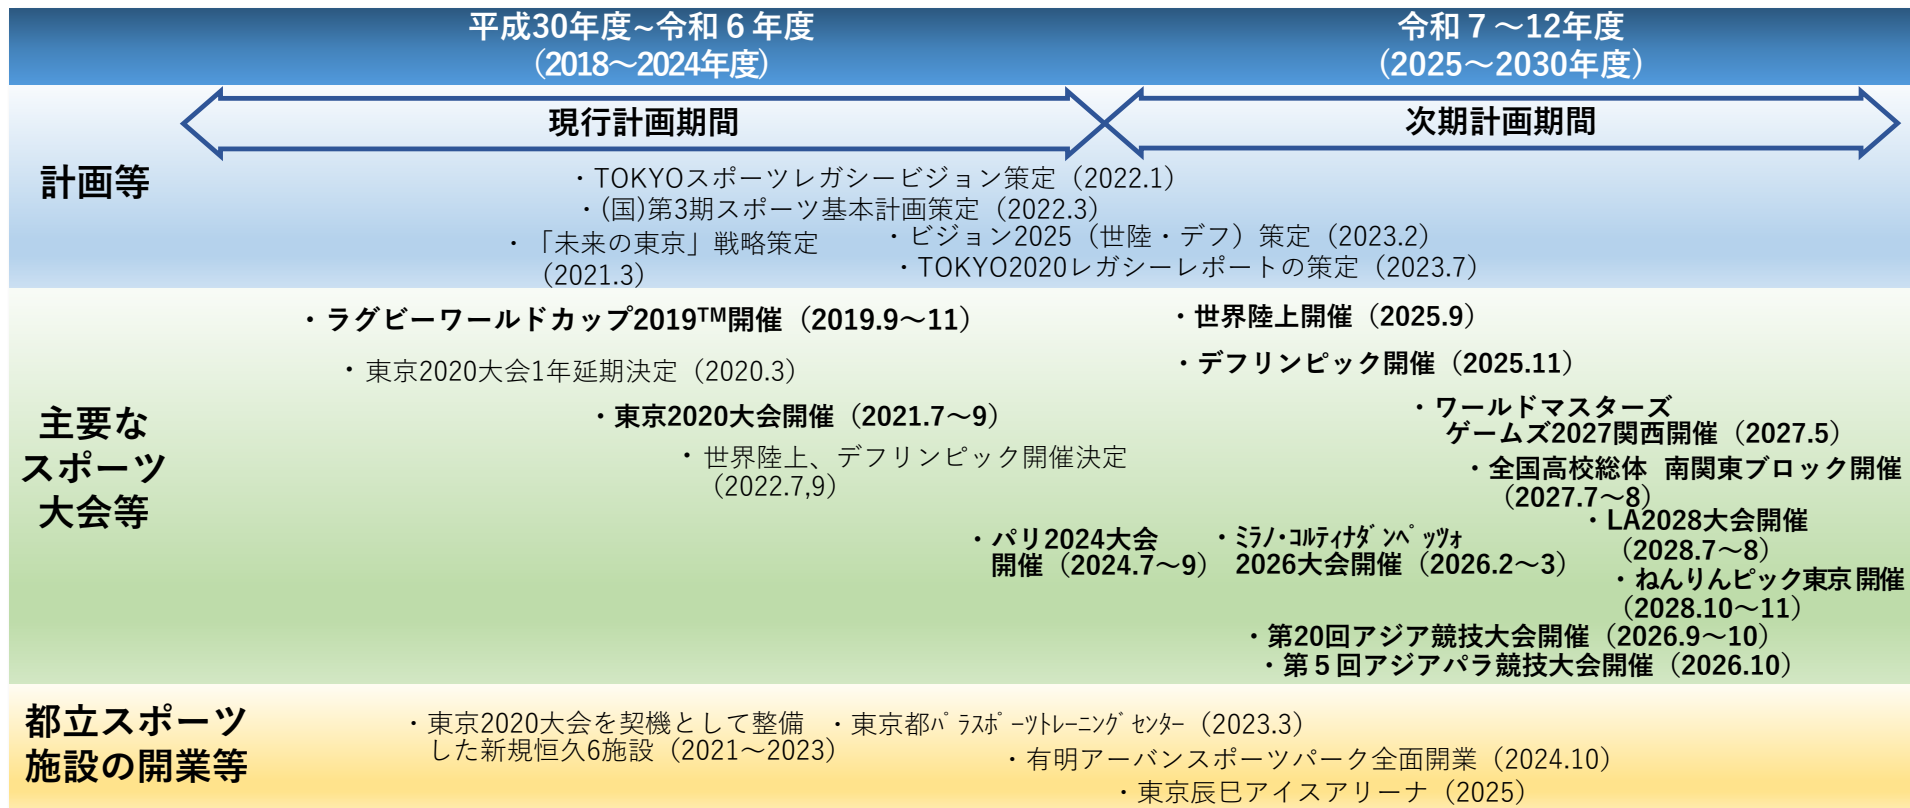 平成30年度~令和６年度
(2018～2024年度)
令和７～12年度
(2025～2030年度)
現行計画期間
次期計画期間
計画等
・TOKYOスポーツレガシービジョン策定（2022.1）
・(国)第3期スポーツ基本計画策定（2022.3）
・「未来の東京」戦略策定
（2021.3）
・ビジョン2025（世陸・デフ）策定（2023.2）
・TOKYO2020レガシーレポートの策定（2023.7）
主要な
スポーツ
大会等
・ラグビーワールドカップ2019™開催（2019.9～11）
・東京2020大会1年延期決定（2020.3）
・東京2020大会開催（2021.7～9）
・世界陸上、デフリンピック開催決定
（2022.7,9）
・パリ2024大会
開催（2024.7～9）
・世界陸上開催（2025.9）
・デフリンピック開催（2025.11）
・ワールドマスターズ
ゲームズ2027関西開催（2027.5）
・全国高校総体 南関東ブロック開催
（2027.7～8）
・LA2028大会開催
（2028.7～8）
・ﾐﾗﾉ･ｺﾙﾃｨﾅﾀﾞﾝﾍﾟｯﾂｫ
2026大会開催（2026.2～3）
・ねんりんピック東京開催
（2028.10～11）
・第20回アジア競技大会開催（2026.9～10）
・第５回アジアパラ競技大会開催（2026.10）
都立スポーツ
施設の開業等
・東京2020大会を契機として整備
した新規恒久6施設（2021～2023）
・東京都ﾊﾟﾗｽﾎﾟｰﾂﾄﾚｰﾆﾝｸﾞｾﾝﾀｰ（2023.3）
・有明アーバンスポーツパーク全面開業（2024.10）
・東京辰巳アイスアリーナ（2025）